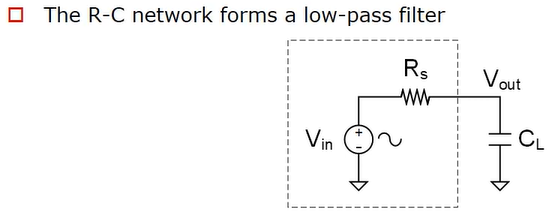 The R-C network forms a low-pass filter
Rs
Vout
Vin
+
-
CL